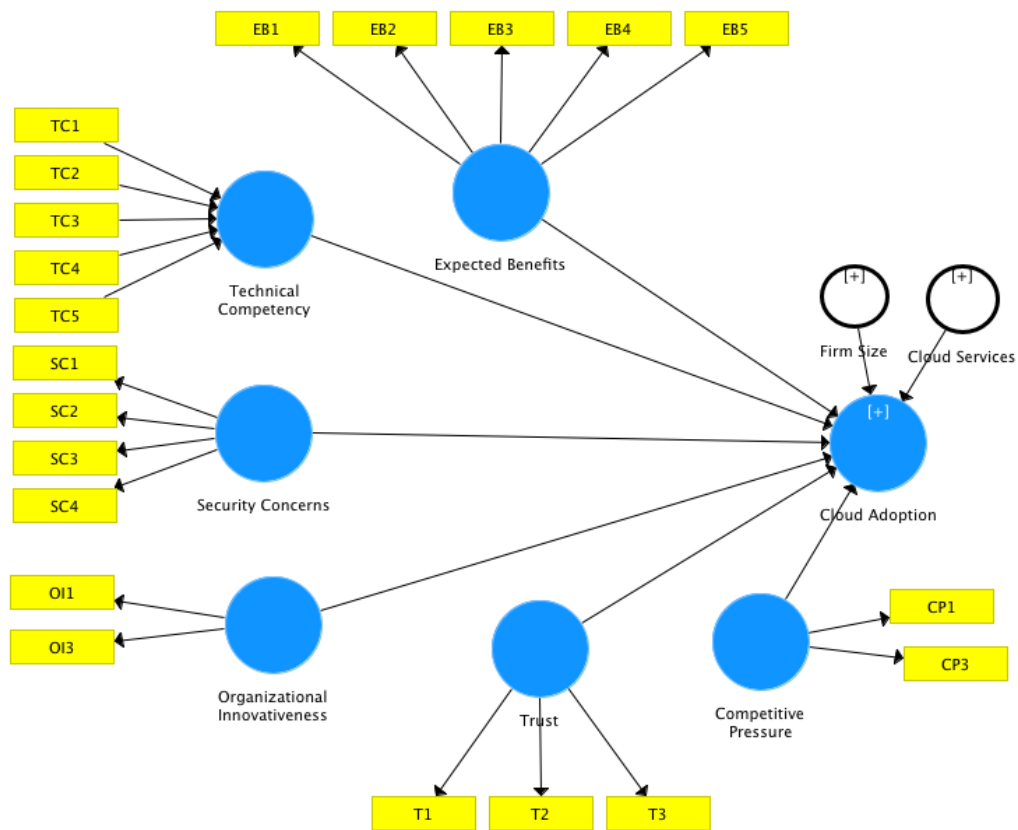 EB1
EB2
EB3
EB4
EB5
TC1
TC2
TC3
TC4
TC5
Technical
Competency
Expected Benefits
[+]
[+]
Firm Size
Cloud Services
SC1
SC2
SC3
SC4
Security Concerns
[+]
Cloud Adoption
OI1
OI3
Organizational
Innovativeness
Trust
Competitive
Pressure
CP1
CP3
T1
T2
T3